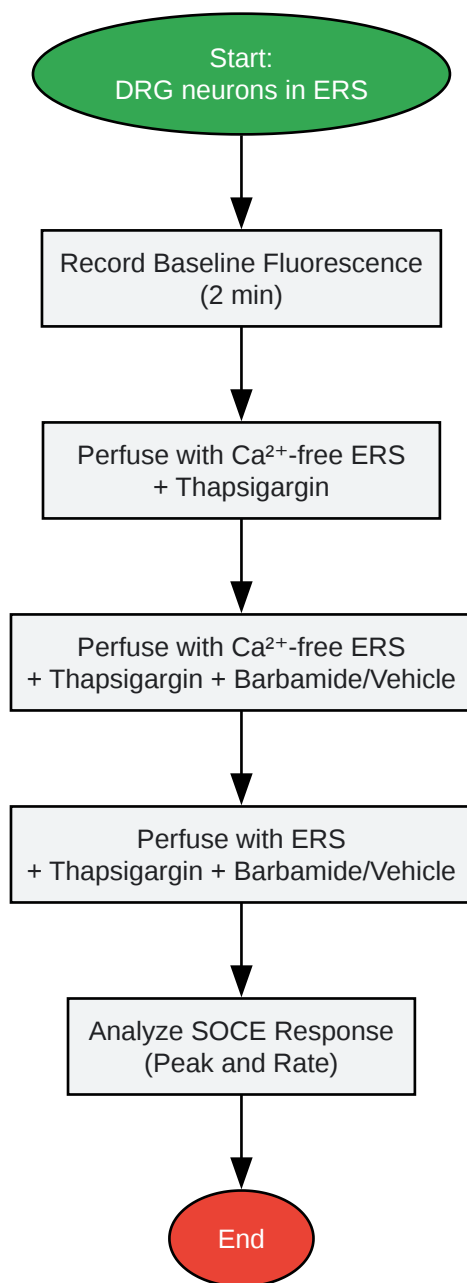 Start:
DRG neurons in ERS
Record Baseline Fluorescence
(2 min)
Perfuse with Ca²⁺-free ERS
+ Thapsigargin
Perfuse with Ca²⁺-free ERS
+ Thapsigargin + Barbamide/Vehicle
Perfuse with ERS
+ Thapsigargin + Barbamide/Vehicle
Analyze SOCE Response
(Peak and Rate)
End